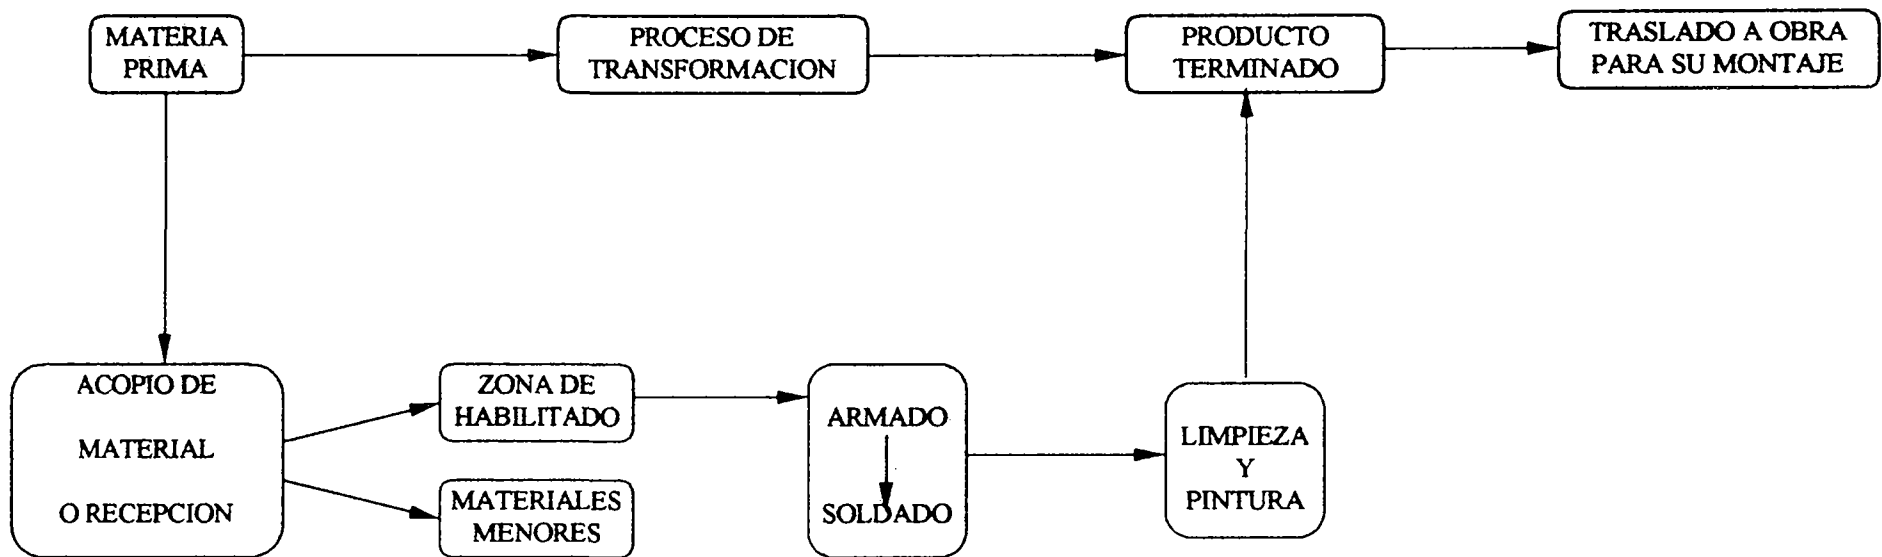 MATERIA
PRIMA
PROCESO DE
TRANSFORMACION
PRODUCTO
TERMINADO
TRASLADO A OBRA
PARA SU MONTAJE
ACOPIO DE
MATERIAL
O RECEPCION
ZONA DE
HABILITADO
MATERIALES
MENORES
ARMADO
SOLDADO
LIMPIEZA
Y
PINTURA